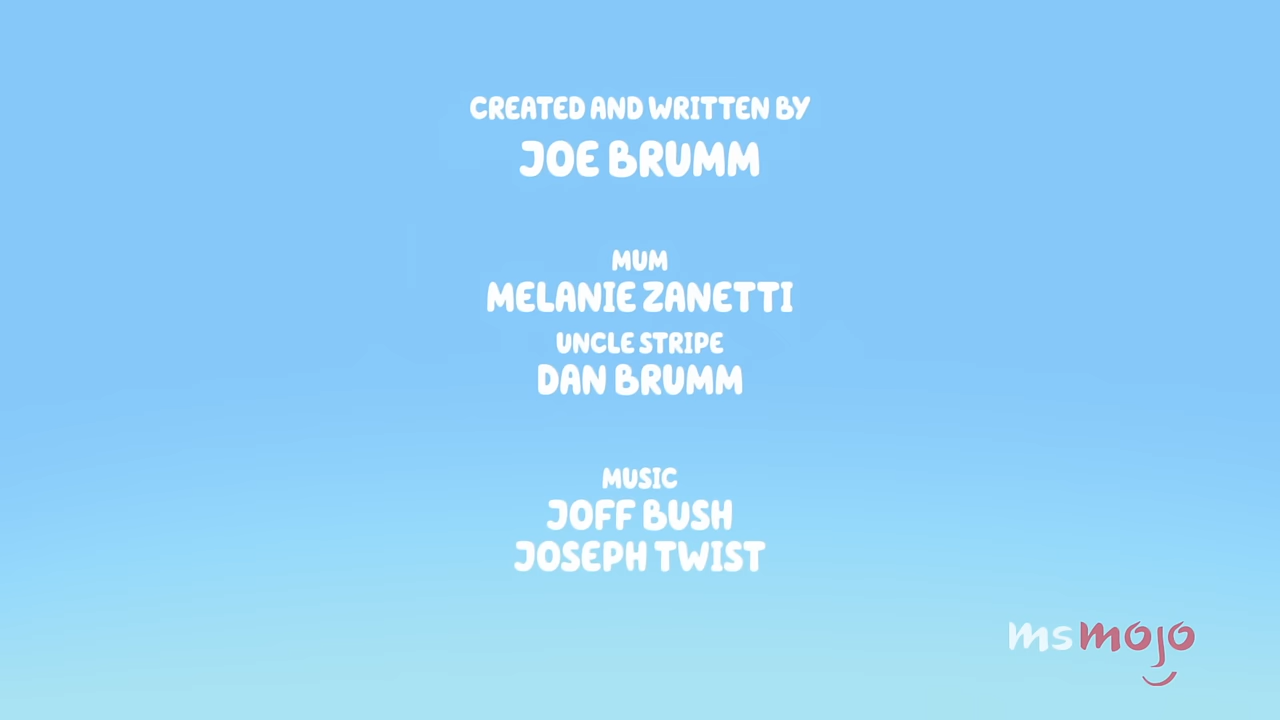 CREATED AND WRITTEN BY
JOE BRUMM
MUM
MELANIE ZANETTI
UNCLE STRIPE
DAN BRUMM
MUSIC
JOFF BUSH
JOSEPH TWIST
msmojo